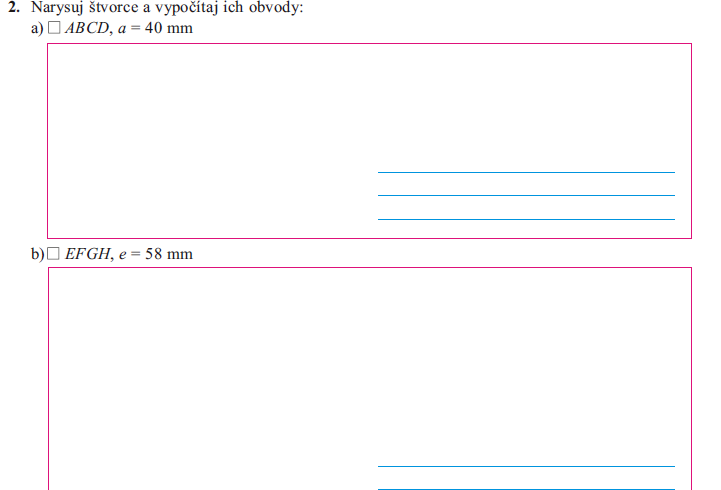 2. Narysuj štvorce a vypočítaj ich obvody:
a) □ ABCD, a = 40 mm
b) □ EFGH, e = 58 mm